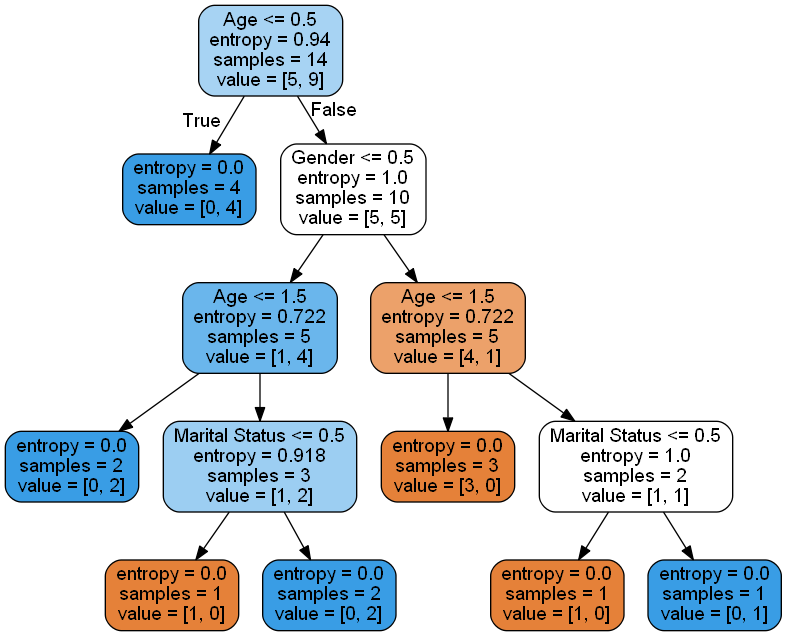 Age <= 0.5
entropy = 0.94
samples = 14
value = [5, 9]
True
False
entropy = 0.0
samples = 4
value = [0, 4]
Gender <= 0.5
entropy = 1.0
samples = 10
value = [5, 5]
Age <= 1.5
entropy = 0.722
samples = 5
value = [1, 4]
Age <= 1.5
entropy = 0.722
samples = 5
value = [4, 1]
entropy = 0.0
samples = 2
value = [0, 2]
Marital Status <= 0.5
entropy = 0.918
samples = 3
value = [1, 2]
entropy = 0.0
samples = 3
value = [3, 0]
Marital Status <= 0.5
entropy = 1.0
samples = 2
value = [1, 1]
entropy = 0.0
samples = 1
value = [1, 0]
entropy = 0.0
samples = 2
value = [0, 2]
entropy = 0.0
samples = 1
value = [1, 0]
entropy = 0.0
samples = 1
value = [0, 1]